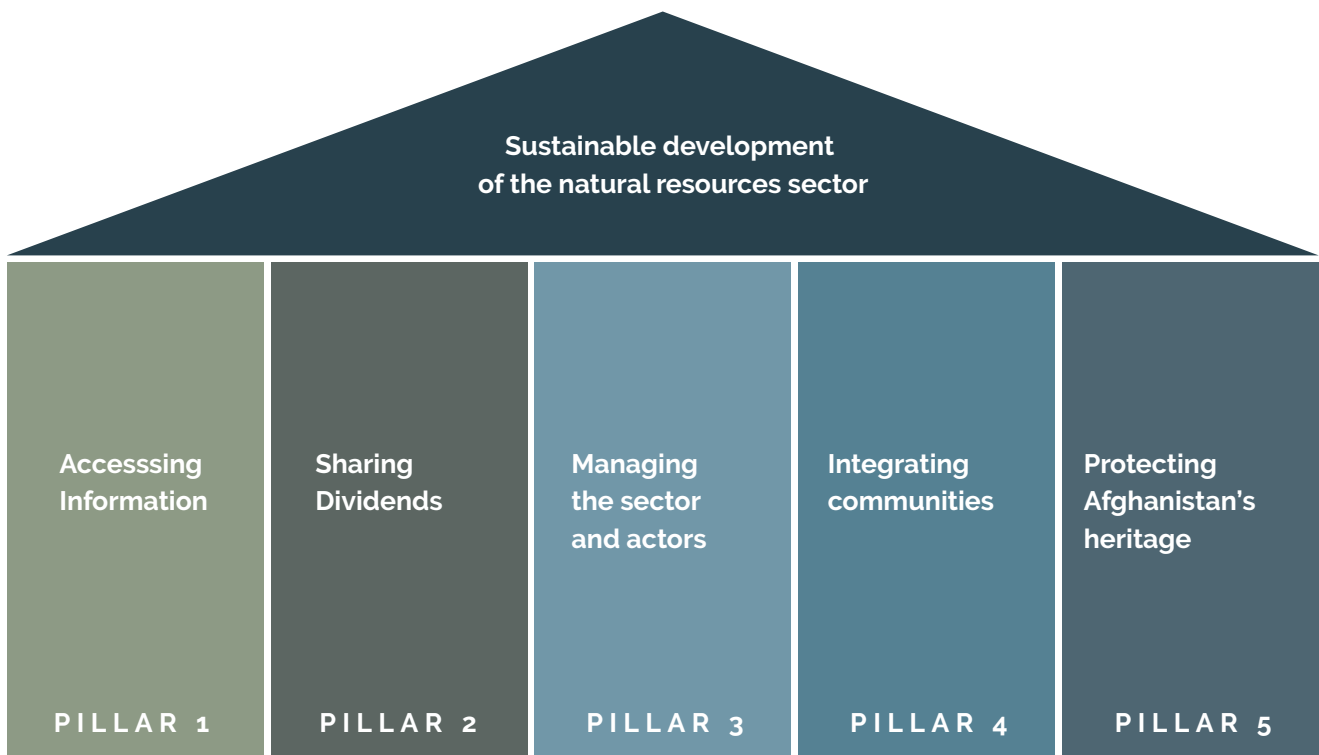 Sustainable development
of the natural resources sector
Accesssing
Information
Sharing
Dividends
Managing
the sector
and actors
Integrating
communities
Protecting
Afghanistan’s
heritage
PILLAR 1
PILLAR 2
PILLAR 3
PILLAR 4
PILLAR 5